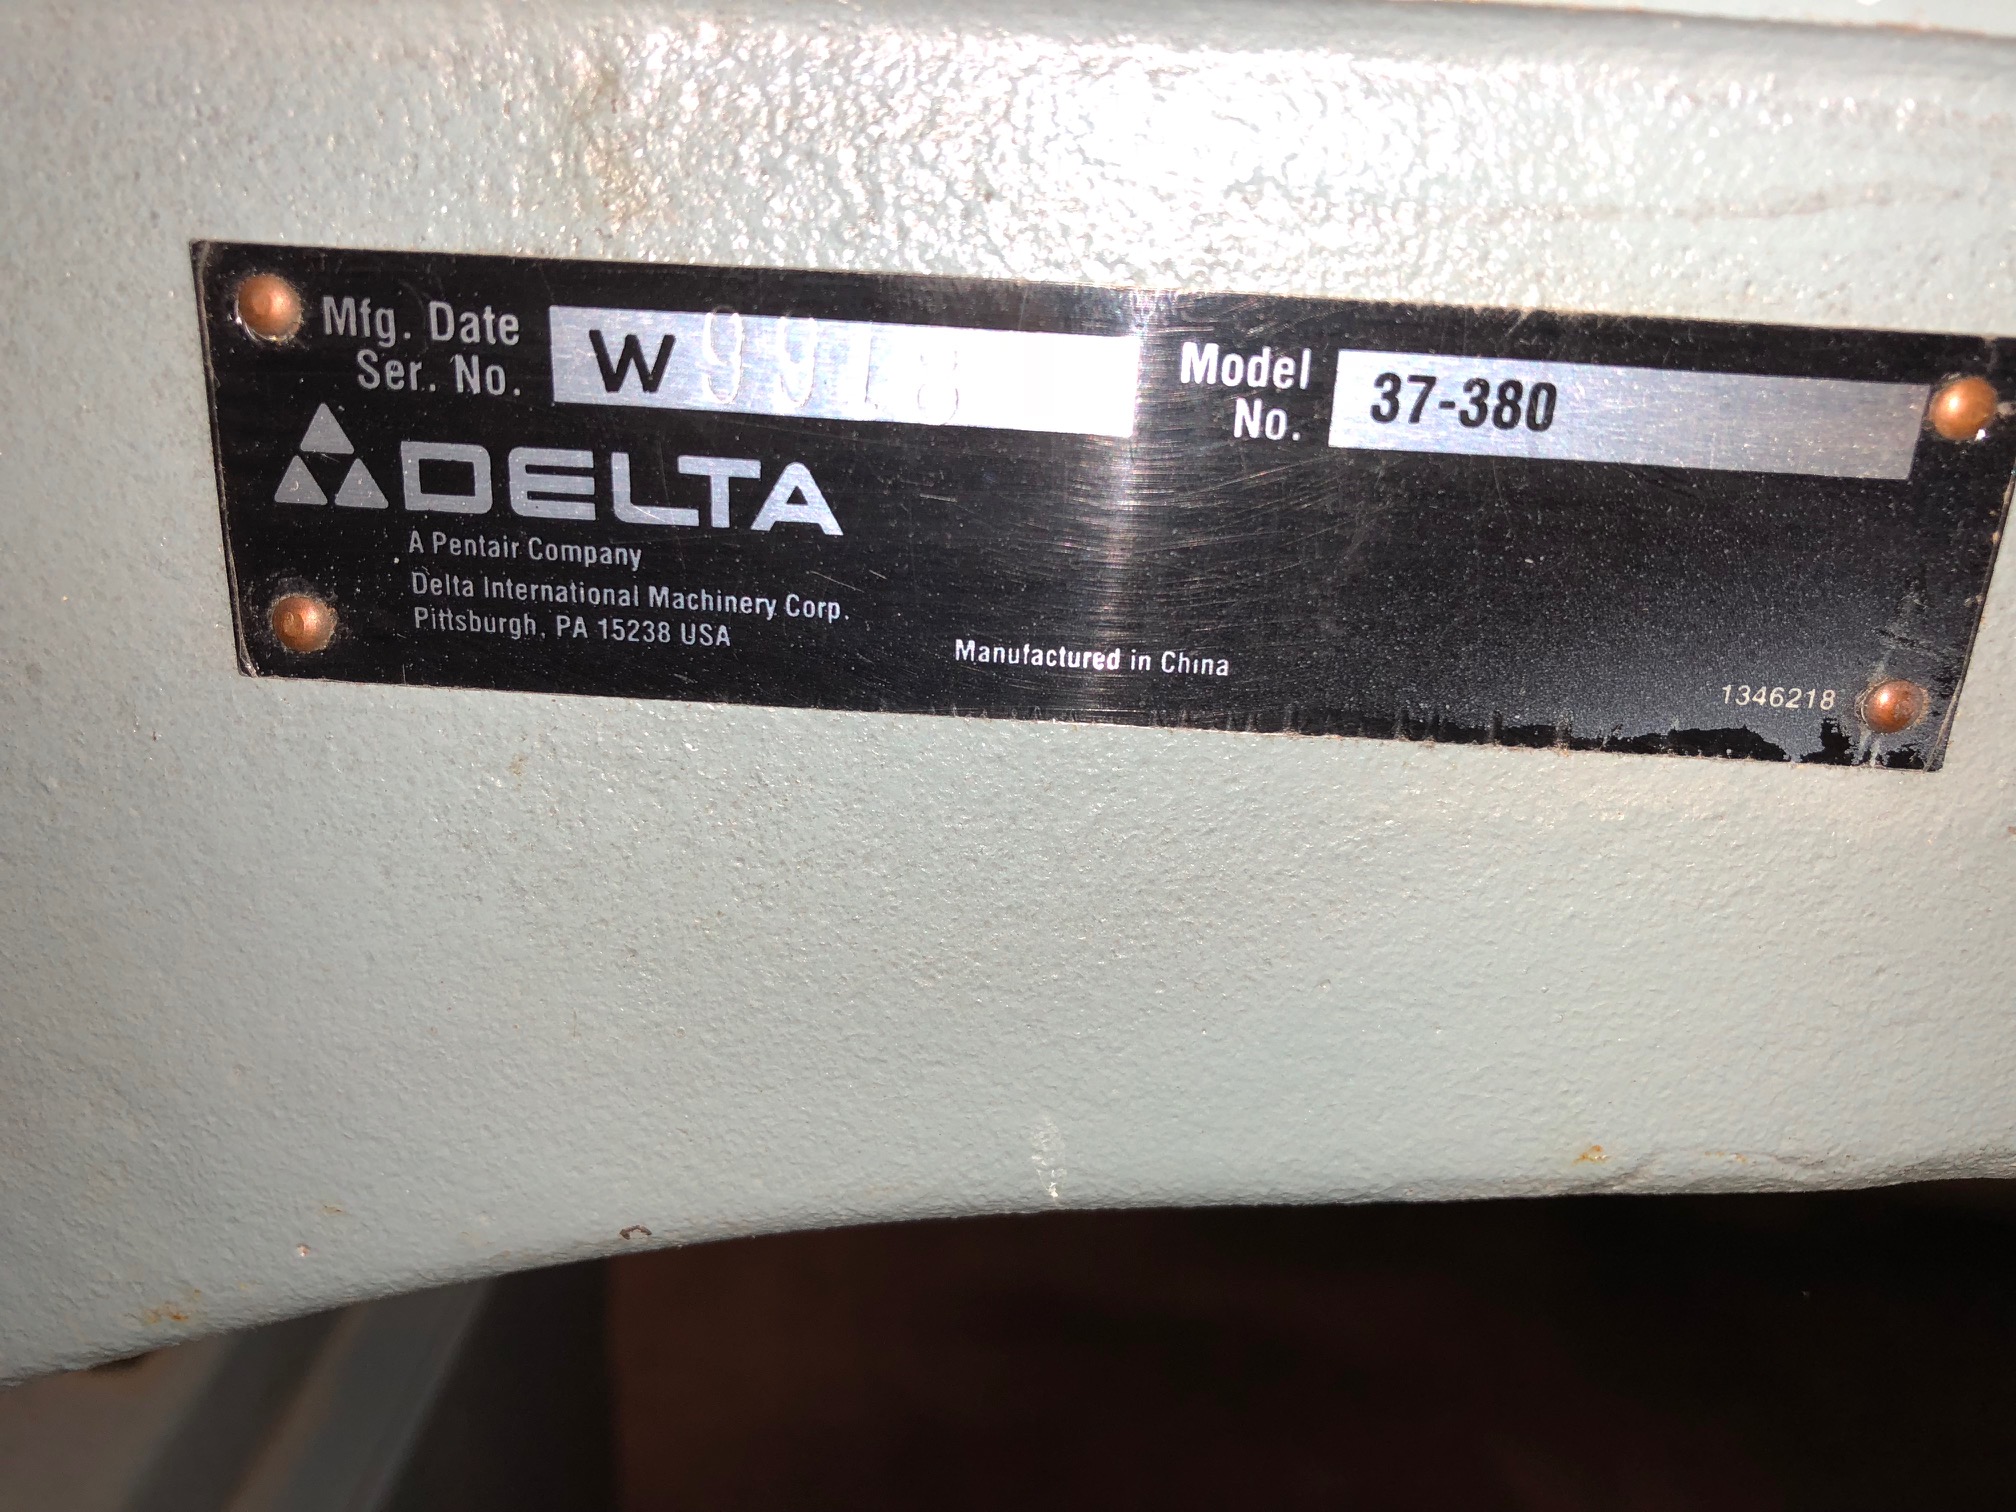 Mfg. Date
Ser. No.
W 9918
Model
No.
37-380
DELTA
A Pentair Company
Delta International Machinery Corp.
Pittsburgh, PA 15238 USA
Manufactured in China
1346218